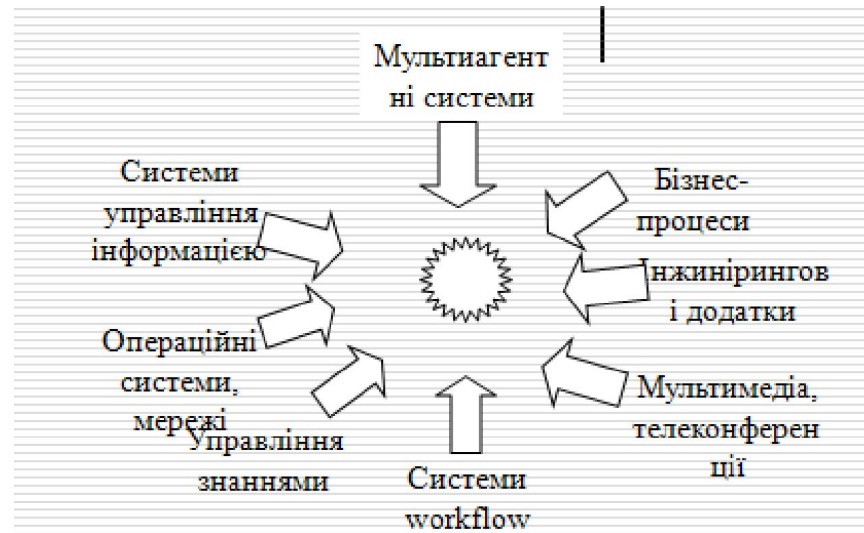 Мультиагент
ні системи
Системи
управління
інформацією
Бізнес-
процеси
Інжинірингов
і додатки
Операційні
системи,
мережі
Управління
знаннями
Мультимедіа,
телеконферен
ції
Системи
workflow